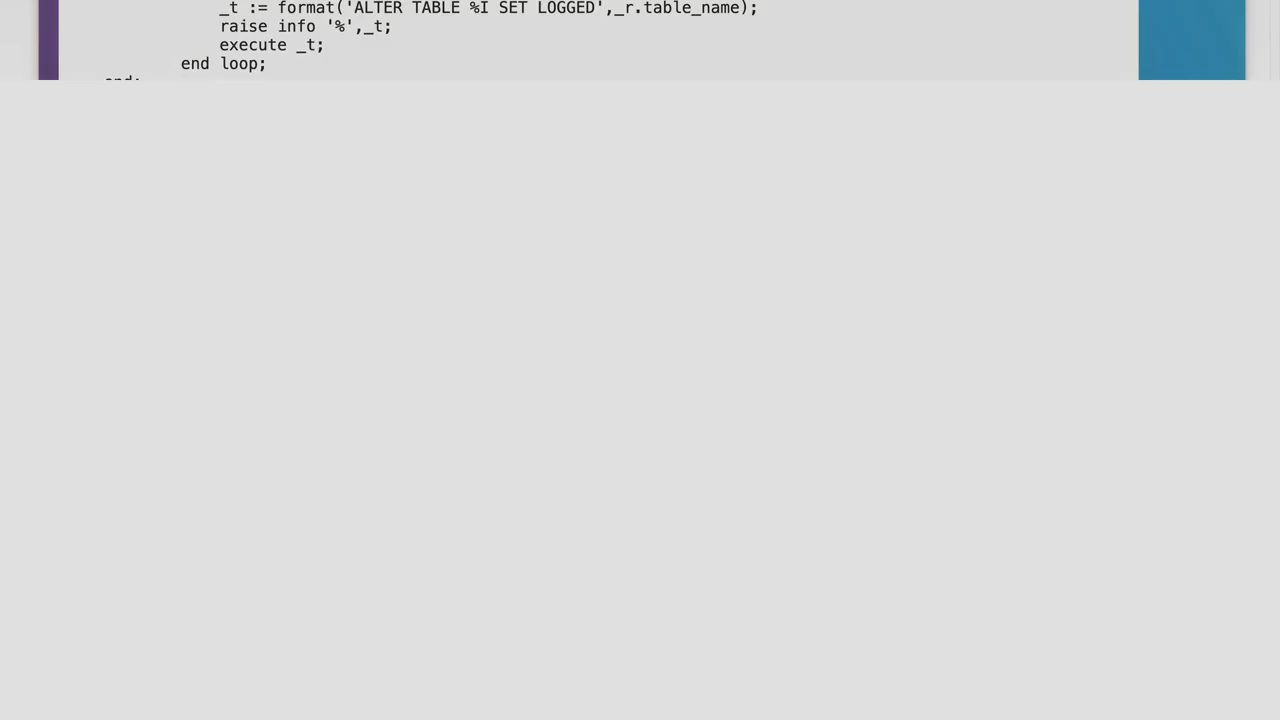 _t := format('ALTER TABLE %I SET LOGGED',_r.table_name);
raise info '%',_t;
execute _t;
end loop;